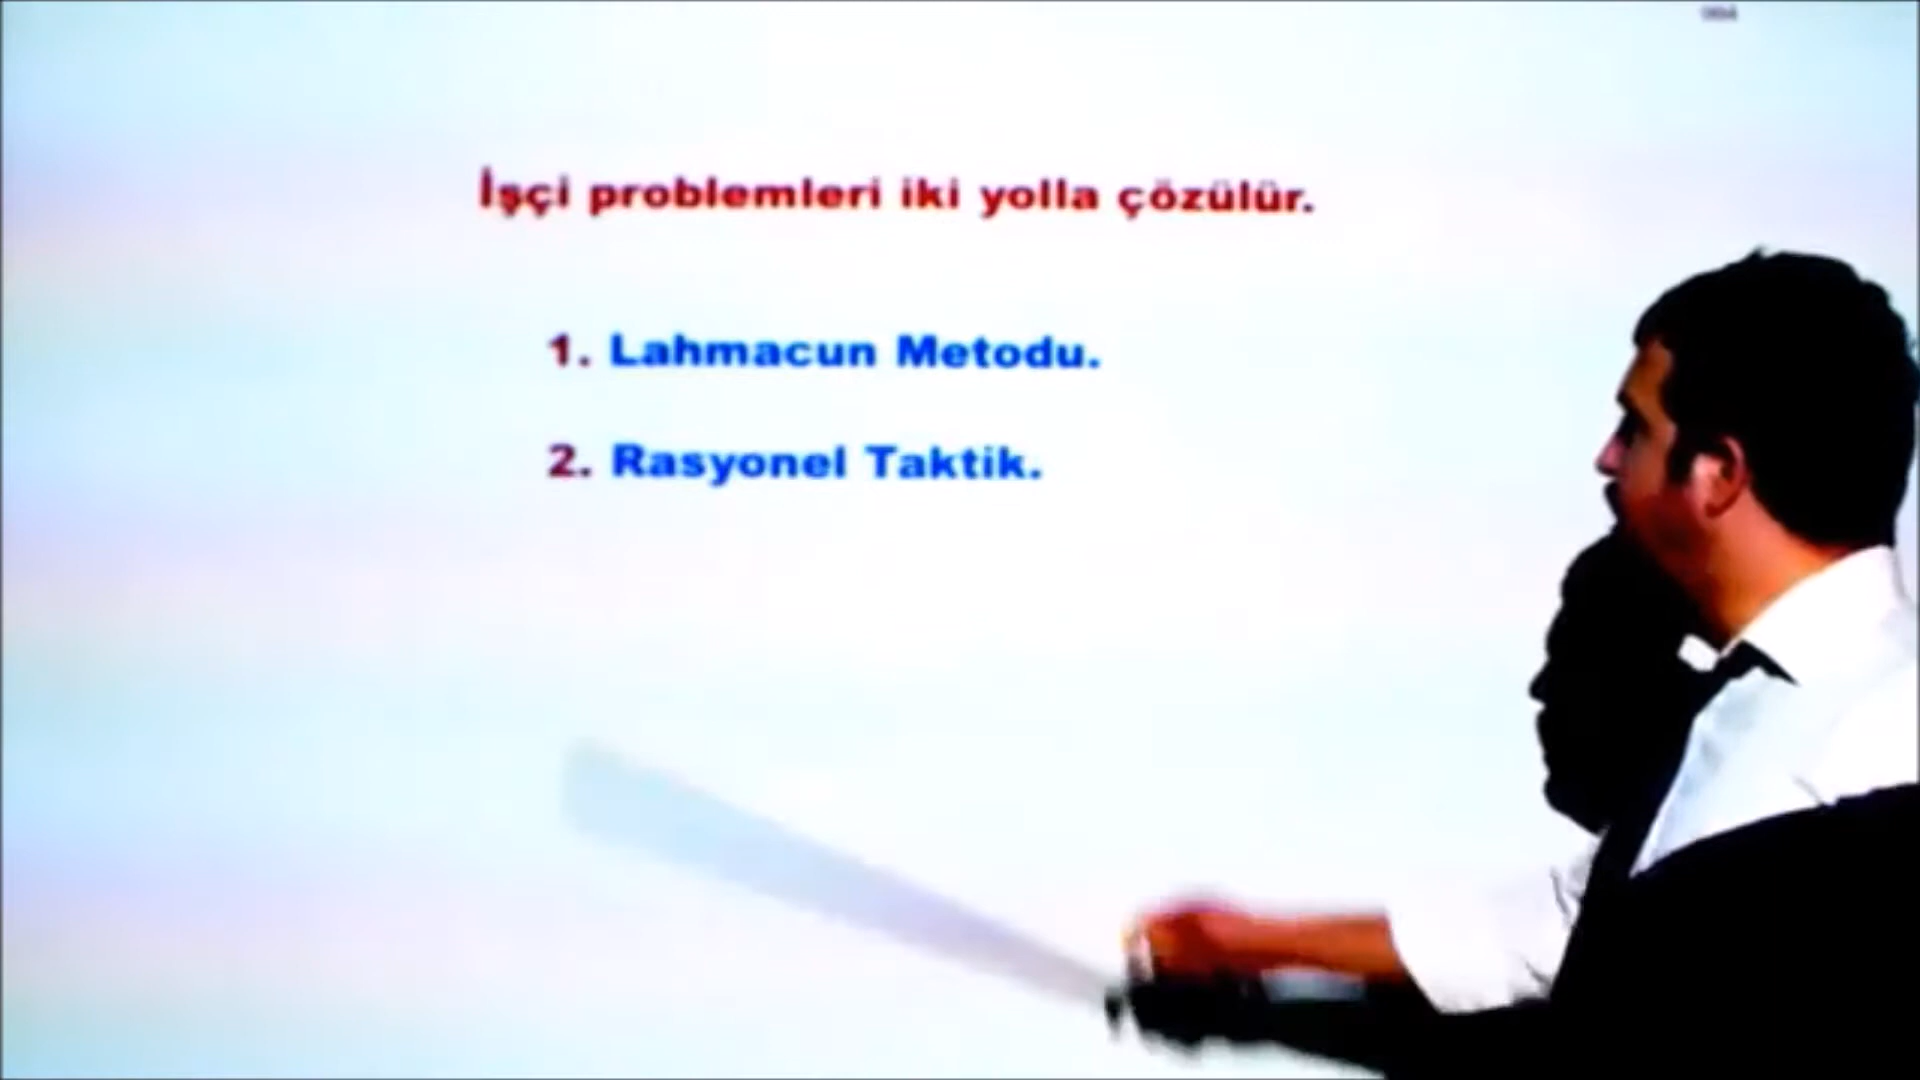 İşçi problemleri iki yolla çözülür.
1. Lahmacun Metodu.
2. Rasyonel Taktik.